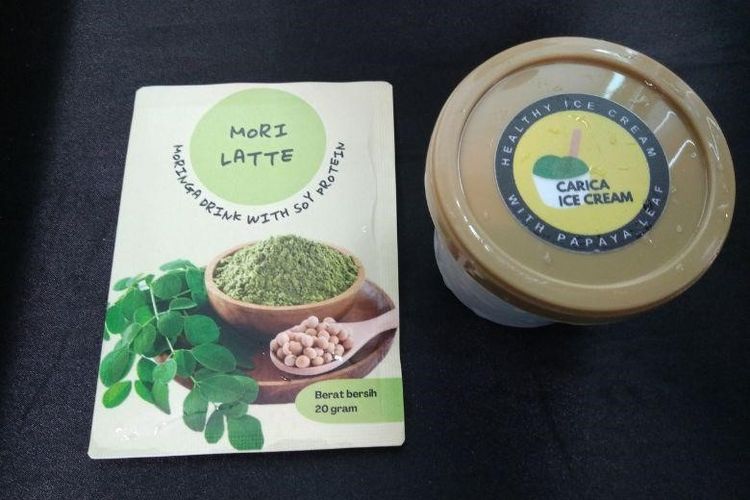 MORI
LATTE
MORINGA DRINK WITH SOY PROTEIN
Berat bersih
20 gram
HEALTHY ICE CREAM
CARICA
ICE CREAM
WITH PAPAYA LEAF